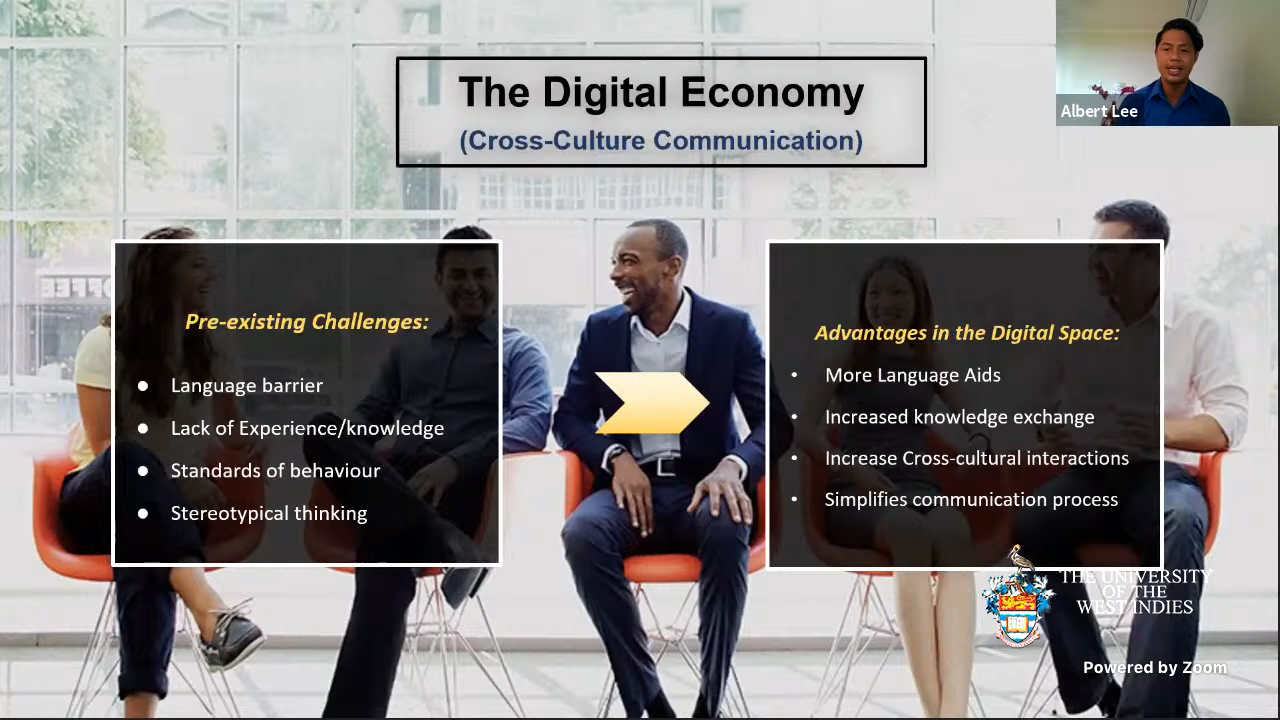 The Digital Economy
(Cross-Culture Communication)
Albert Lee
Pre-existing Challenges:
● Language barrier
● Lack of Experience/knowledge
● Standards of behaviour
● Stereotypical thinking
Advantages in the Digital Space:
• More Language Aids
• Increased knowledge exchange
• Increase Cross-cultural interactions
• Simplifies communication process
THE UNIVERSITY
OF THE
WEST INDIES
Powered by Zoom